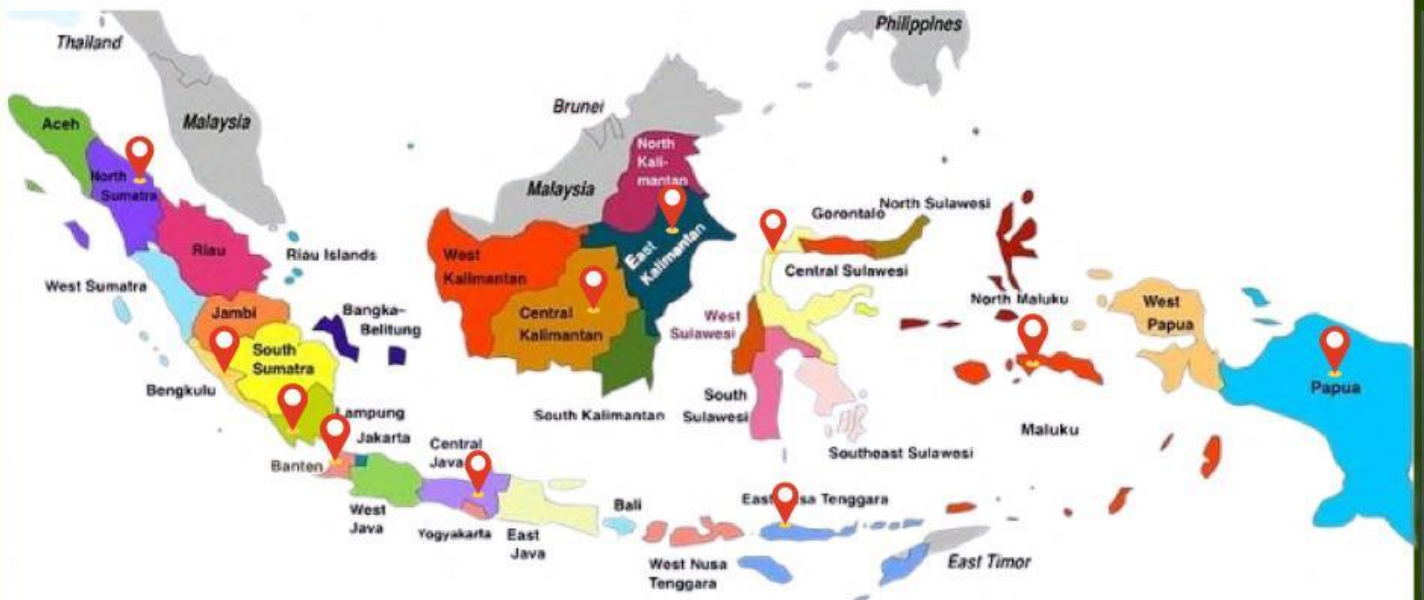 Thailand
Philippines
Malaysia
Brunei
Aceh
North
Sumatra
North
Kali-
mantan
Malaysia
Riau
Riau Islands
West Sumatra
West
Kalimantan
East
Kalimantan
Gorontalo
North Sulawesi
Central Sulawesi
North Maluku
West
Papua
Jambi
Bangka-
Belitung
Central
Kalimantan
West
Sulawesi
South
Sumatra
Bengkulu
Papua
South
Sulawesi
South Kalimantan
Lampung
Jakarta
Maluku
Central
Java
Southeast Sulawesi
Banten
East sa Tenggara
Bali
West
Java
Yogyakarta
East
Java
West Nusa
Tenggara
East Timor